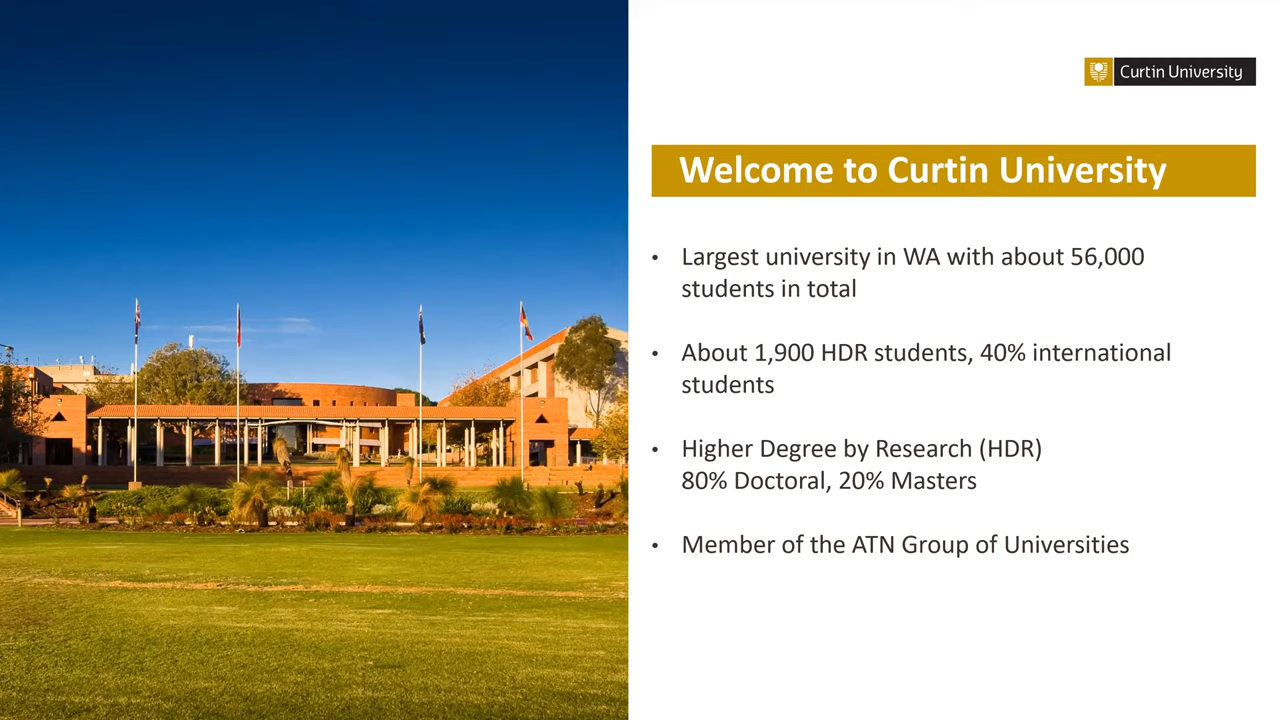 Curtin University
Welcome to Curtin University
• Largest university in WA with about 56,000
students in total
• About 1,900 HDR students, 40% international
students
• Higher Degree by Research (HDR)
80% Doctoral, 20% Masters
• Member of the ATN Group of Universities